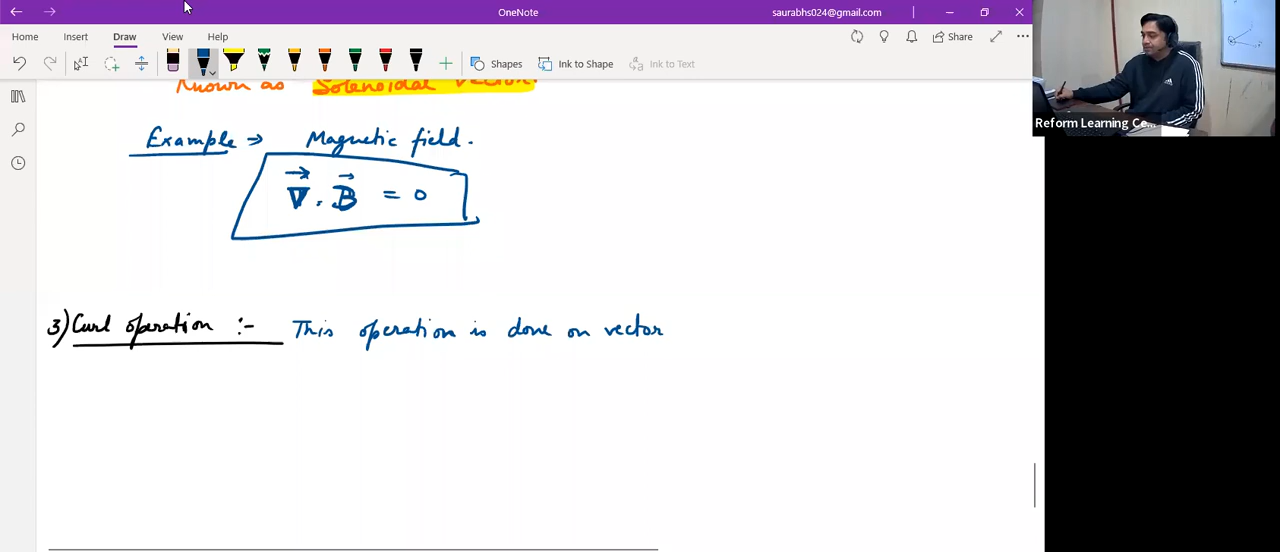 OneNote
saurabhs024@gmail.com
Home Insert Draw View Help
Share
Shapes Ink to Shape Ink to Text
Known as Solenoidal Vector.
Example ⇒ Magnetic field.
∇⃗ . B⃗ = 0
3) Curl operation :- This operation is done on vector
Reform Learning Ce...